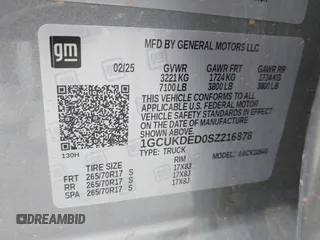 gm
MFD BY GENERAL MOTORS LLC
02/25 GVWR GAWR FRT GAWR RR
3221 KG 1724 KG 1724 KG
7100 LB 3800 LB 3800 LB
THIS VEHICLE CONFORMS TO ALL APPLICABLE
U.S. FEDERAL MOTOR VEHICLE SAFETY
STANDARDS IN EFFECT ON THE DATE OF
MANUFACTURE SHOWN ABOVE.
1GCUKDED0SZ216878
TYPE: TRUCK MODEL:
130H
TIRE SIZE RIM
FRT 265/70R17 S 17X8J
RR 265/70R17 S 17X8J
SPA 265/70R17 S 17X8J
DREAMBID